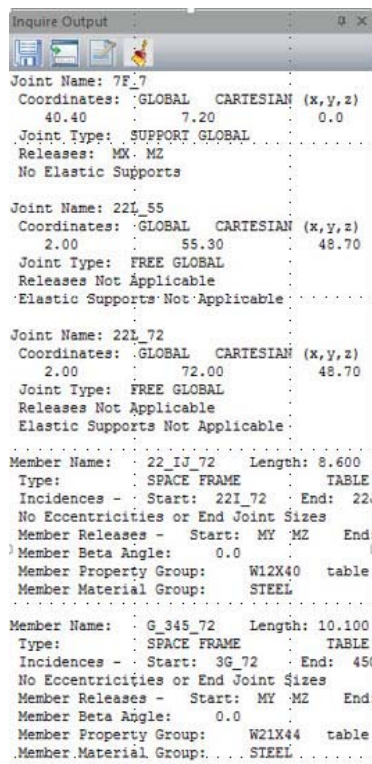 Inquire Output
Joint Name: 7F_7
Coordinates: GLOBAL CARTESIAN (x,y,z)
40.40 7.20 0.0
Joint Type: SUPPORT GLOBAL
Releases: MX MZ
No Elastic Supports
Joint Name: 22L_55
Coordinates: GLOBAL CARTESIAN (x,y,z)
2.00 55.30 48.70
Joint Type: FREE GLOBAL
Releases Not Applicable
Elastic Supports Not Applicable
Joint Name: 22L_72
Coordinates: GLOBAL CARTESIAN (x,y,z)
2.00 72.00 48.70
Joint Type: FREE GLOBAL
Releases Not Applicable
Elastic Supports Not Applicable
Member Name: 22_IJ_72 Length: 8.600
Type: SPACE FRAME TABLE
Incidences - Start: 22I_72 End: 22J
No Eccentricities or End Joint Sizes
Member Releases - Start: MY MZ End:
Member Beta Angle: 0.0
Member Property Group: W12X40 table
Member Material Group: STEEL
Member Name: G_345_72 Length: 10.100
Type: SPACE FRAME TABLE
Incidences - Start: 3G_72 End: 45G
No Eccentricities or End Joint Sizes
Member Releases - Start: MY MZ End:
Member Beta Angle: 0.0
Member Property Group: W21X44 table
Member Material Group: STEEL